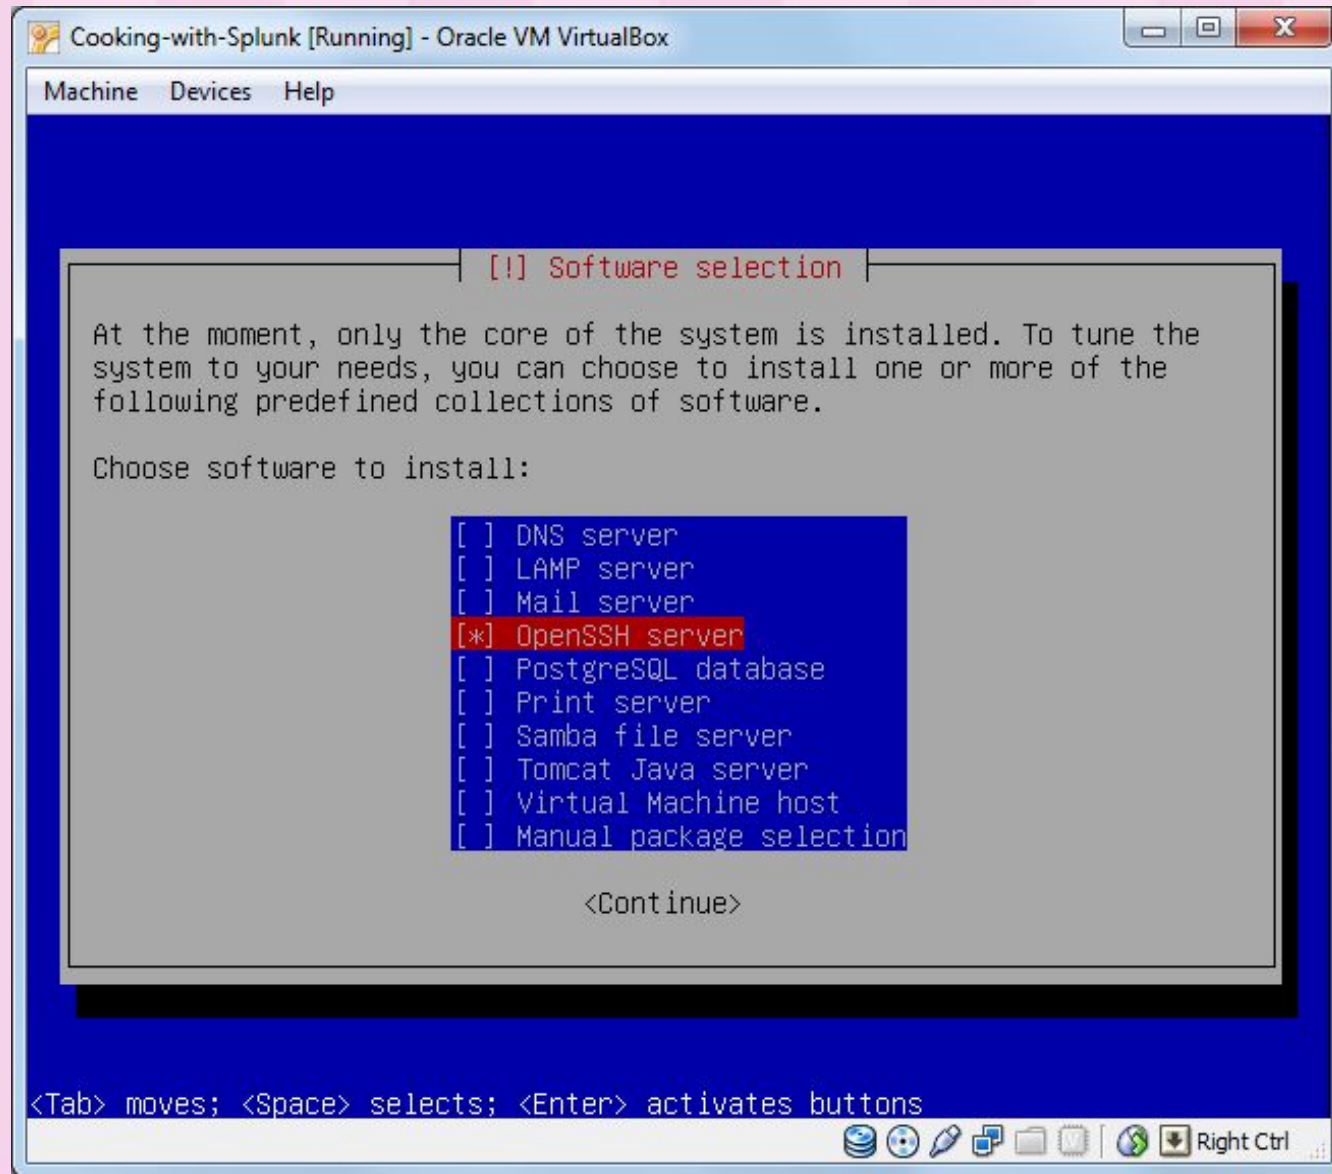 Cooking-with-Splunk [Running] - Oracle VM VirtualBox
Machine Devices Help
[!] Software selection
At the moment, only the core of the system is installed. To tune the
system to your needs, you can choose to install one or more of the
following predefined collections of software.
Choose software to install:
[ ] DNS server
[ ] LAMP server
[ ] Mail server
[*] OpenSSH server
[ ] PostgreSQL database
[ ] Print server
[ ] Samba file server
[ ] Tomcat Java server
[ ] Virtual Machine host
[ ] Manual package selection
<Continue>
<Tab> moves; <Space> selects; <Enter> activates buttons
Right Ctrl